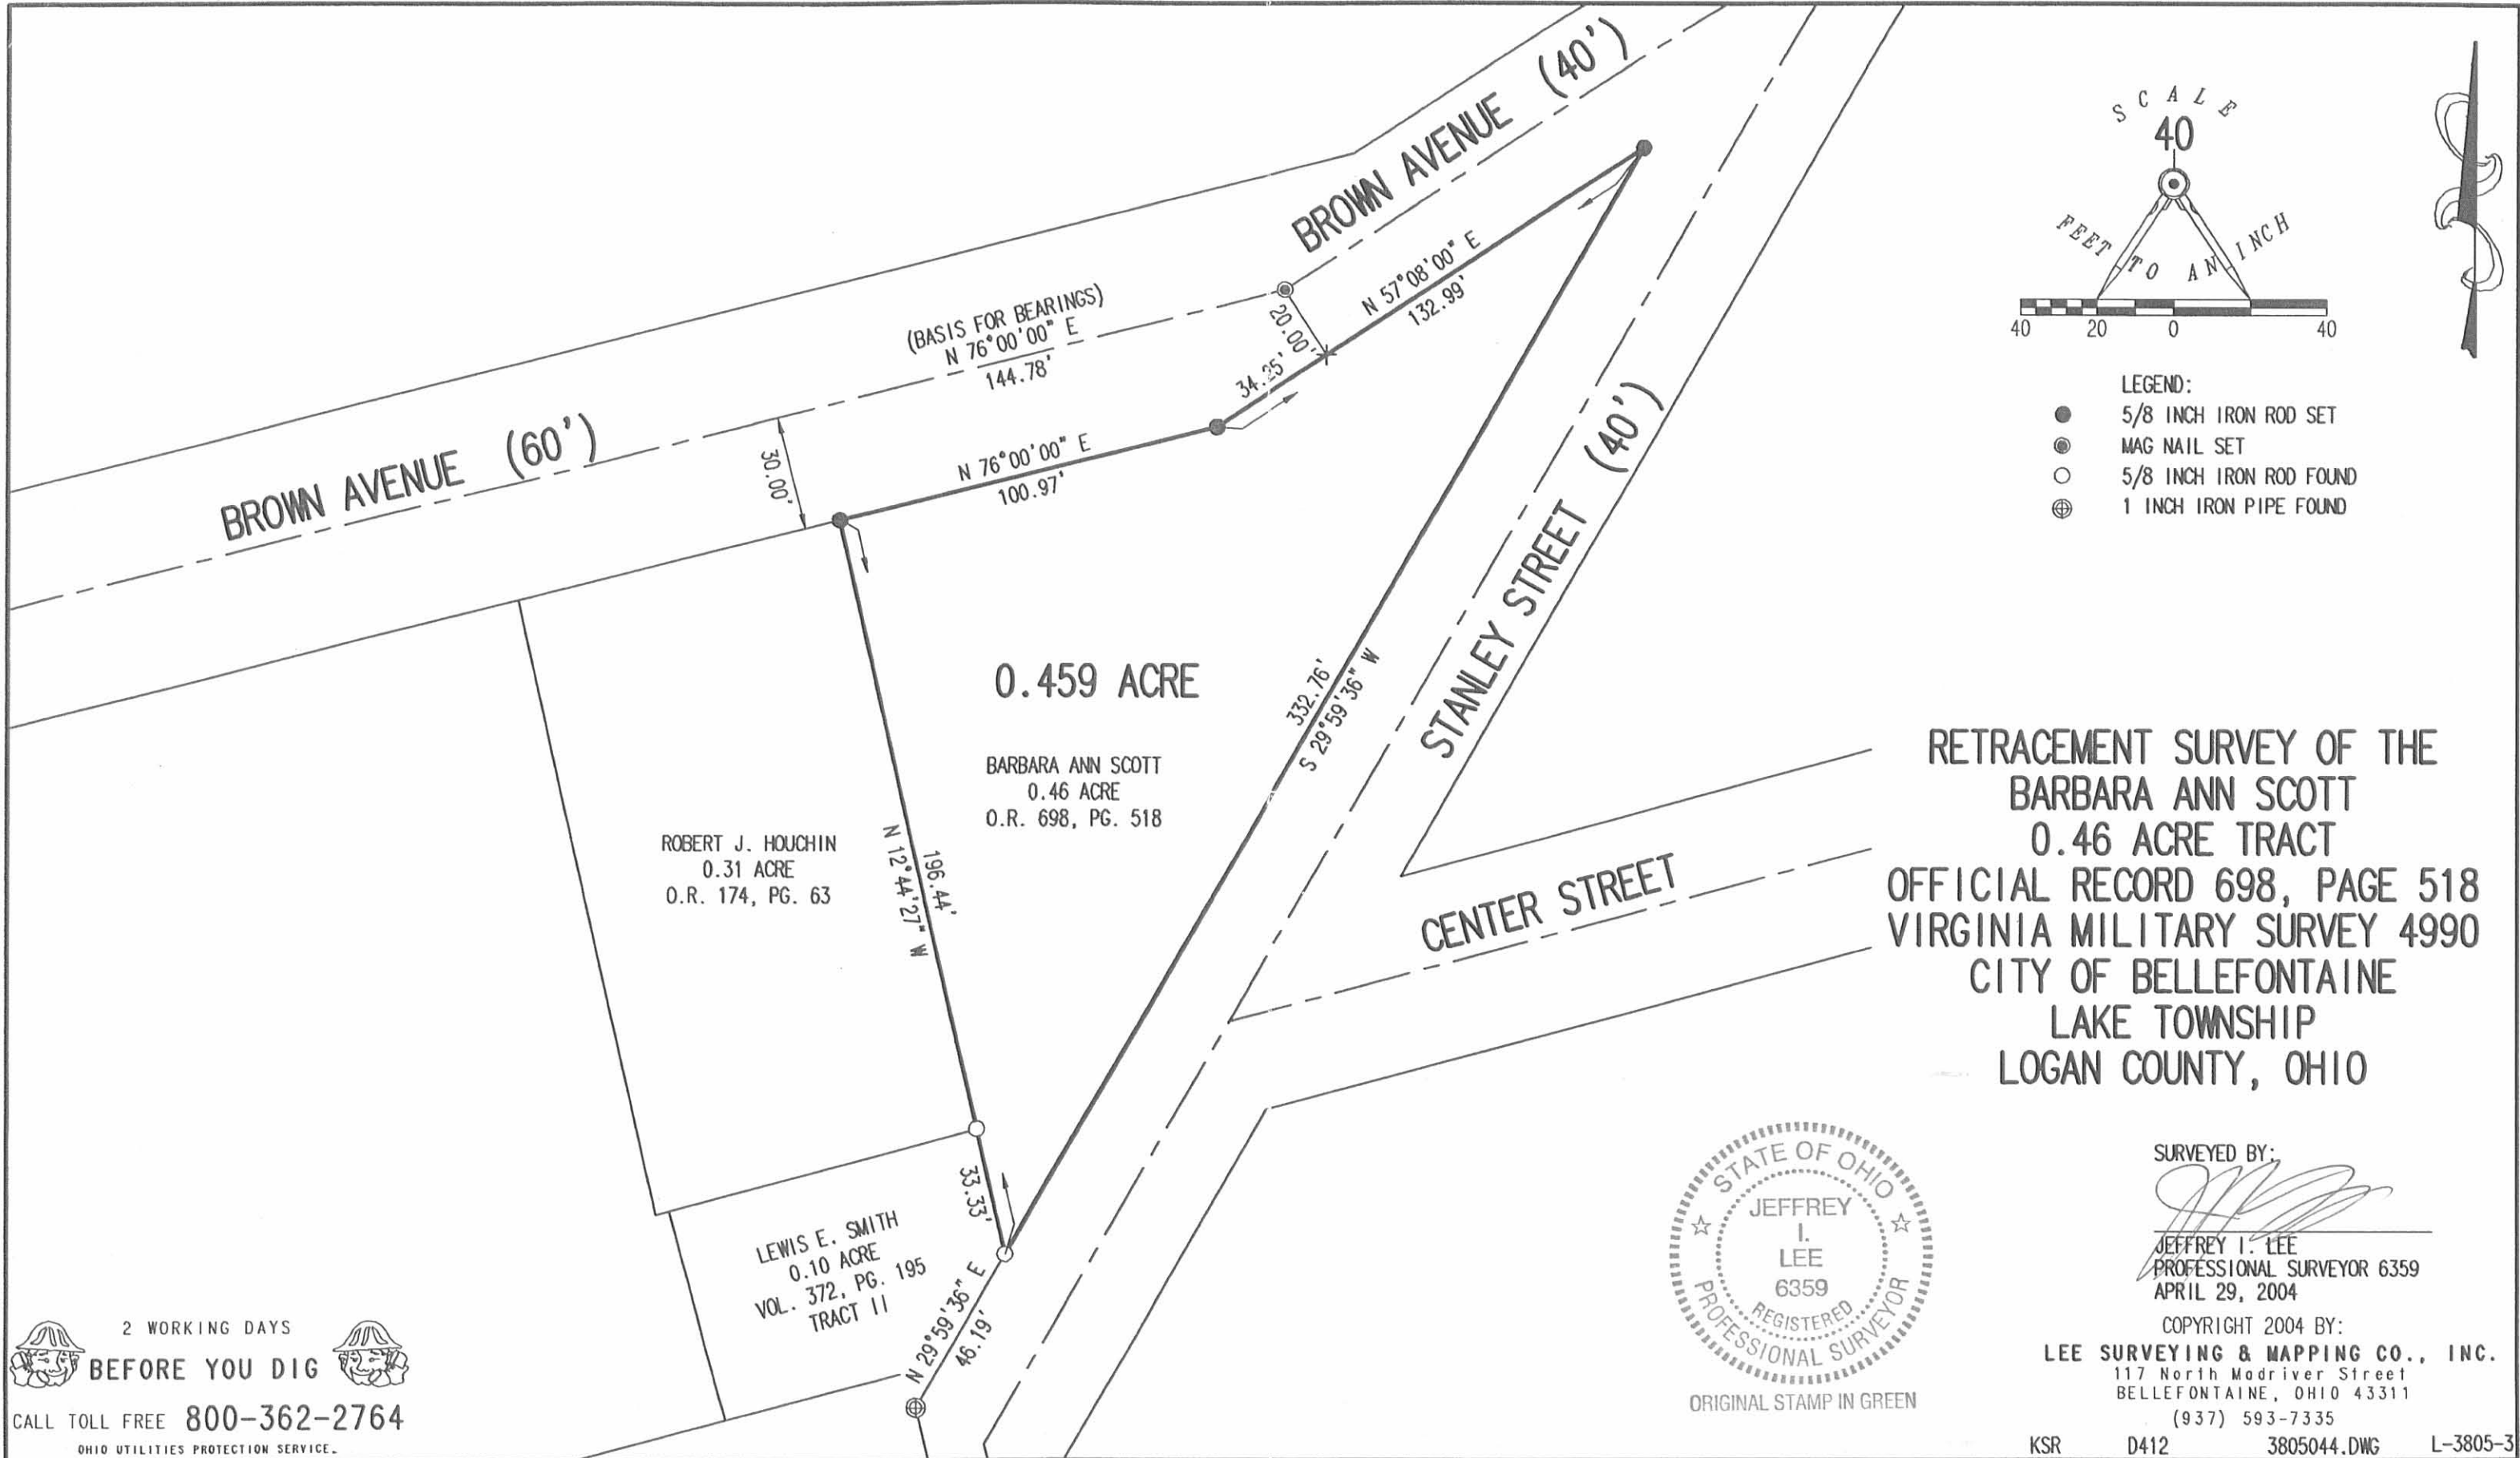 BROWN AVENUE (40')
BROWN AVENUE (60')
(BASIS FOR BEARINGS)
N 76°00'00" E
144.78'
30.00'
N 76°00'00" E
100.97'
20.00'
34.25'
N 57°08'00" E
132.99'
332.76'
S 29°59'36" W
STANLEY STREET (40')
CENTER STREET
0.459 ACRE
BARBARA ANN SCOTT
0.46 ACRE
O.R. 698, PG. 518
ROBERT J. HOUCHIN
0.31 ACRE
O.R. 174, PG. 63
196.44'
N 12°44'27" W
33.33'
LEWIS E. SMITH
0.10 ACRE
VOL. 372, PG. 195
TRACT II
N 29°59'36" E
46.19'
2 WORKING DAYS
BEFORE YOU DIG
CALL TOLL FREE 800-362-2764
OHIO UTILITIES PROTECTION SERVICE.
SCALE
40
FEET TO AN INCH
40 20 0 40
LEGEND:
5/8 INCH IRON ROD SET
MAG NAIL SET
5/8 INCH IRON ROD FOUND
1 INCH IRON PIPE FOUND
RETRACEMENT SURVEY OF THE
BARBARA ANN SCOTT
0.46 ACRE TRACT
OFFICIAL RECORD 698, PAGE 518
VIRGINIA MILITARY SURVEY 4990
CITY OF BELLEFONTAINE
LAKE TOWNSHIP
LOGAN COUNTY, OHIO
STATE OF OHIO
JEFFREY
I.
LEE
6359
REGISTERED
PROFESSIONAL SURVEYOR
ORIGINAL STAMP IN GREEN
SURVEYED BY:
JEFFREY I. LEE
PROFESSIONAL SURVEYOR 6359
APRIL 29, 2004
COPYRIGHT 2004 BY:
LEE SURVEYING & MAPPING CO., INC.
117 North Madriver Street
BELLEFONTAINE, OHIO 43311
(937) 593-7335
KSR D412 3805044.DWG L-3805-3